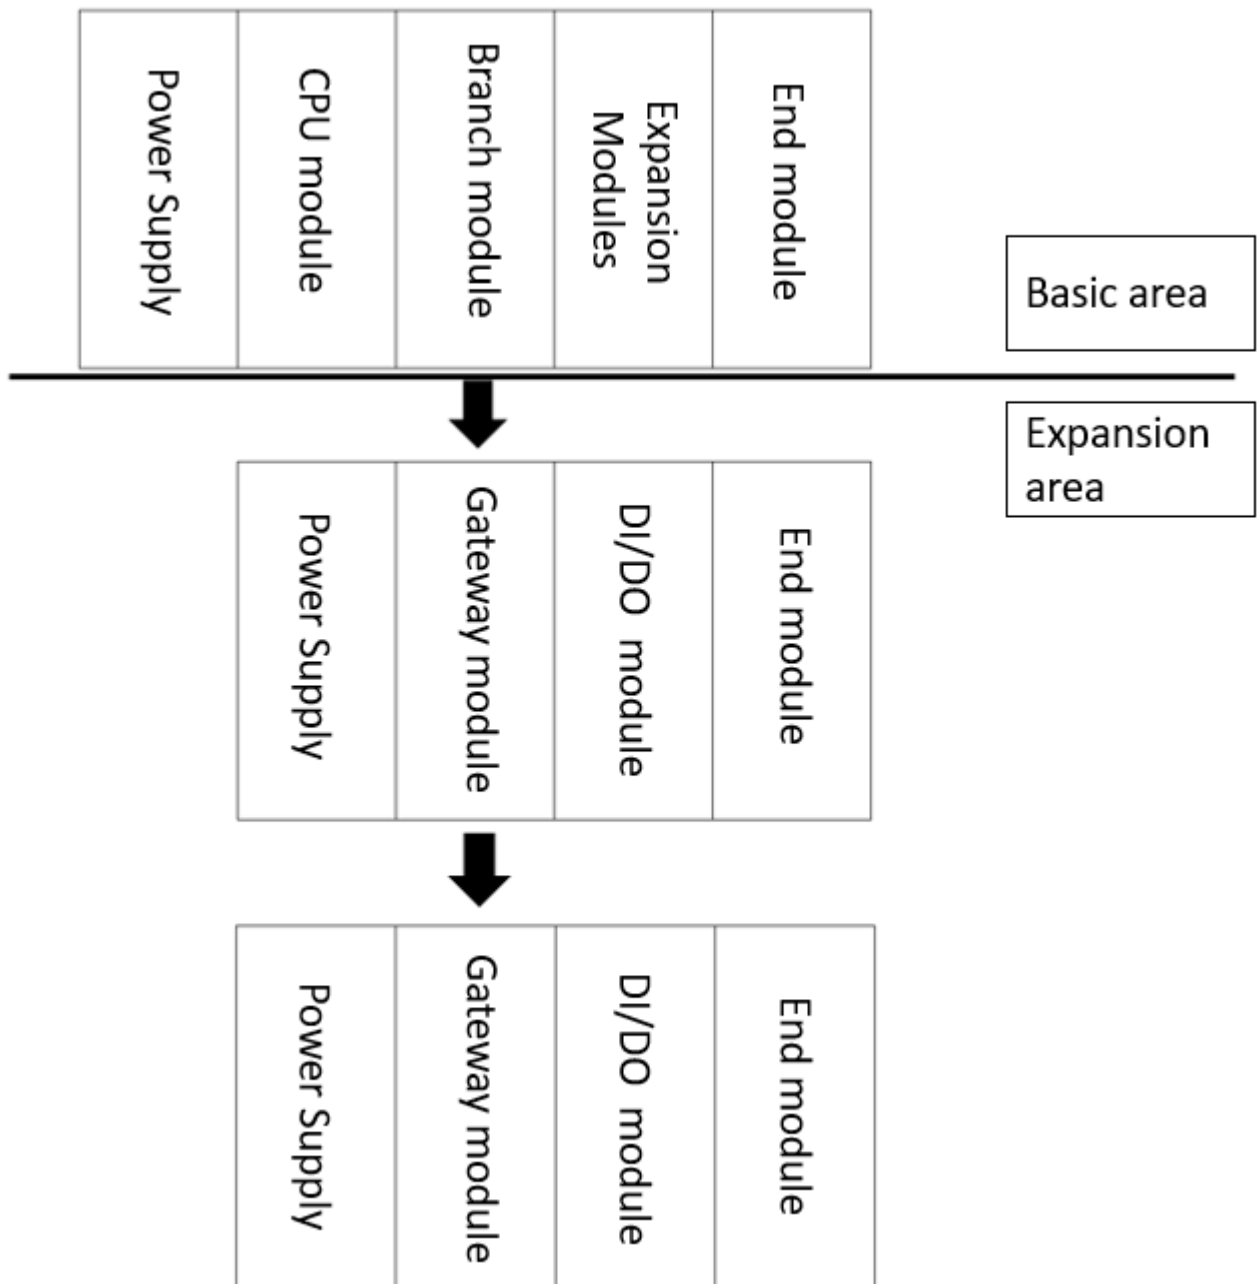 Power Supply
CPU module
Branch module
Expansion
Modules
End module
Basic area
Expansion
area
Power Supply
Gateway module
DI/DO module
End module
Power Supply
Gateway module
DI/DO module
End module